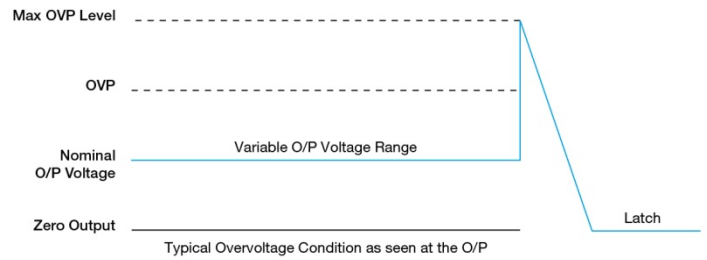 Max OVP Level
OVP
Variable O/P Voltage Range
Nominal
O/P Voltage
Zero Output
Latch
Typical Overvoltage Condition as seen at the O/P